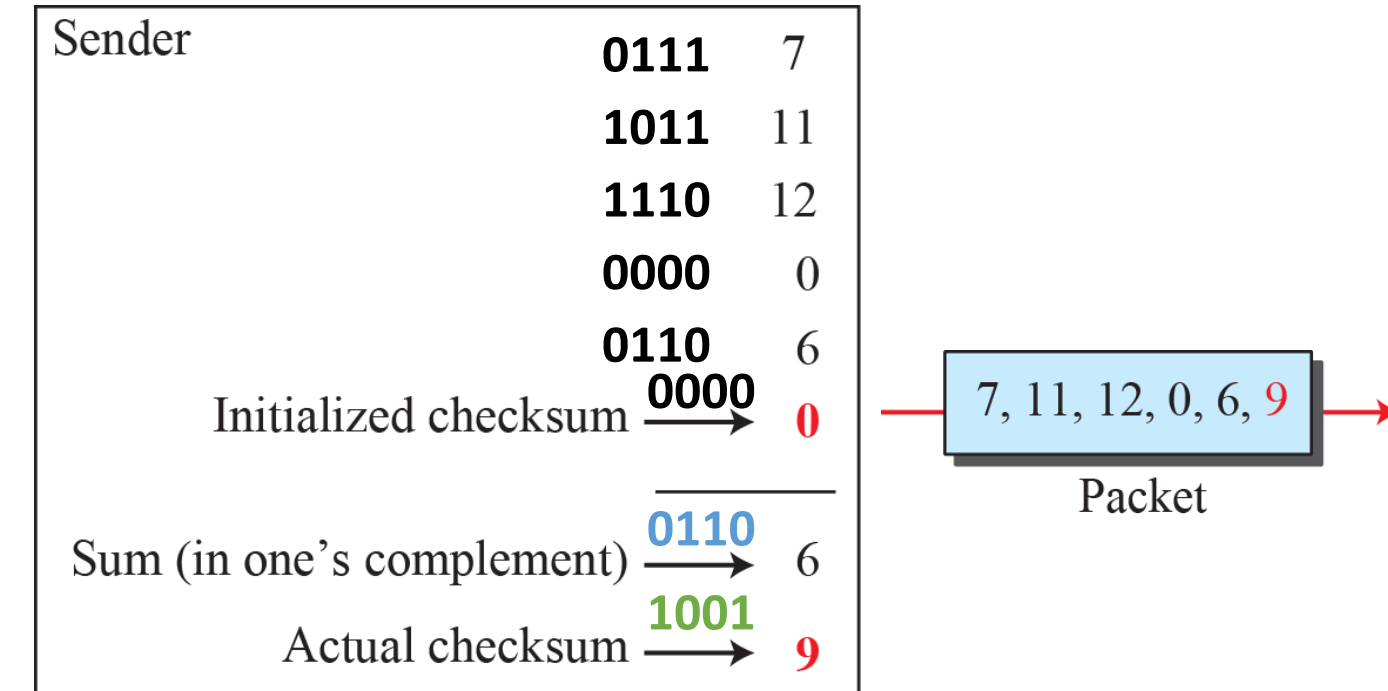 Sender
0111 7
1011 11
1110 12
0000 0
0110 6
0000
Initialized checksum 0
7, 11, 12, 0, 6, 9
Packet
0110
Sum (in one’s complement) 6
1001
Actual checksum 9